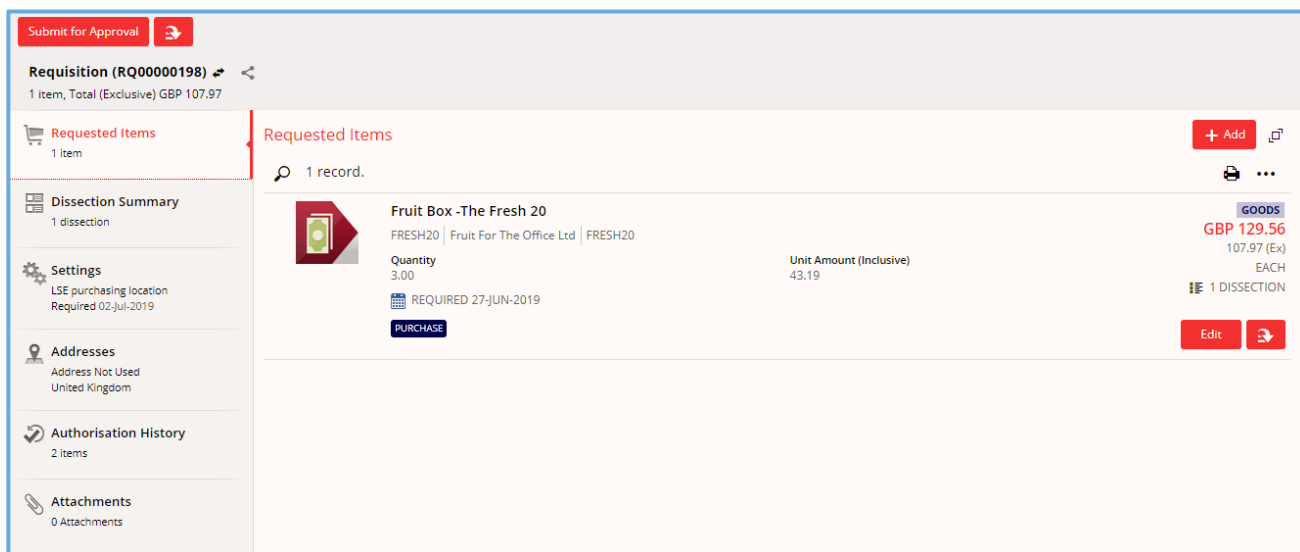 Submit for Approval
Requisition (RQ00000198)
1 item, Total (Exclusive) GBP 107.97
Requested Items
1 item
Dissection Summary
1 dissection
Settings
LSE purchasing location
Required 02-Jul-2019
Addresses
Address Not Used
United Kingdom
Authorisation History
2 items
Attachments
0 Attachments
Requested Items
+ Add
1 record.
Fruit Box -The Fresh 20
FRESH20 | Fruit For The Office Ltd | FRESH20
Quantity
3.00
Unit Amount (Inclusive)
43.19
REQUIRED 27-JUN-2019
PURCHASE
GOODS
GBP 129.56
107.97 (Ex)
EACH
1 DISSECTION
Edit